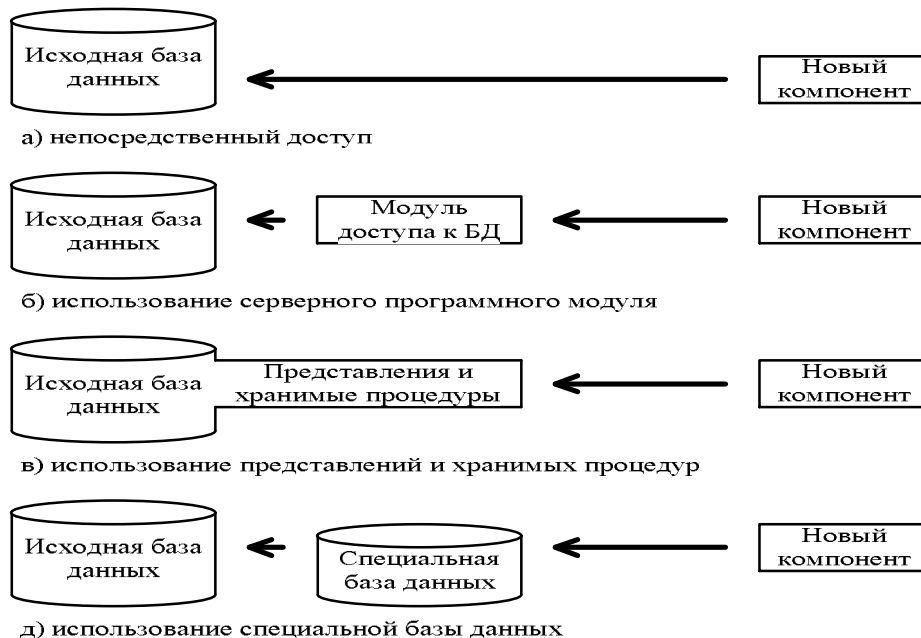 Исходная база
данных
Новый
компонент
а) непосредственный доступ
Исходная база
данных
Модуль
доступа к БД
Новый
компонент
б) использование серверного программного модуля
Исходная база
данных
Представления и
хранимые процедуры
Новый
компонент
в) использование представлений и хранимых процедур
Исходная база
данных
Специальная
база данных
Новый
компонент
д) использование специальной базы данных